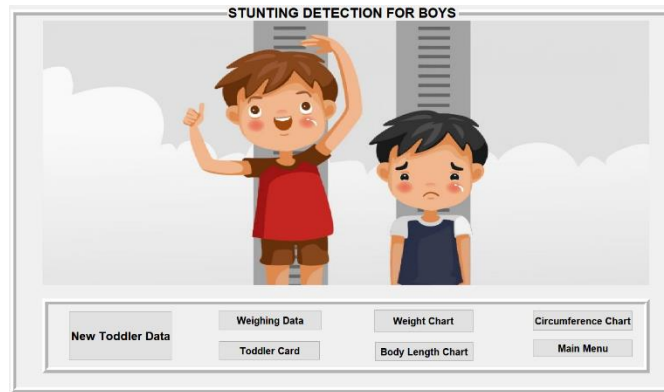 STUNTING DETECTION FOR BOYS
New Toddler Data
Weighing Data
Toddler Card
Weight Chart
Body Length Chart
Circumference Chart
Main Menu